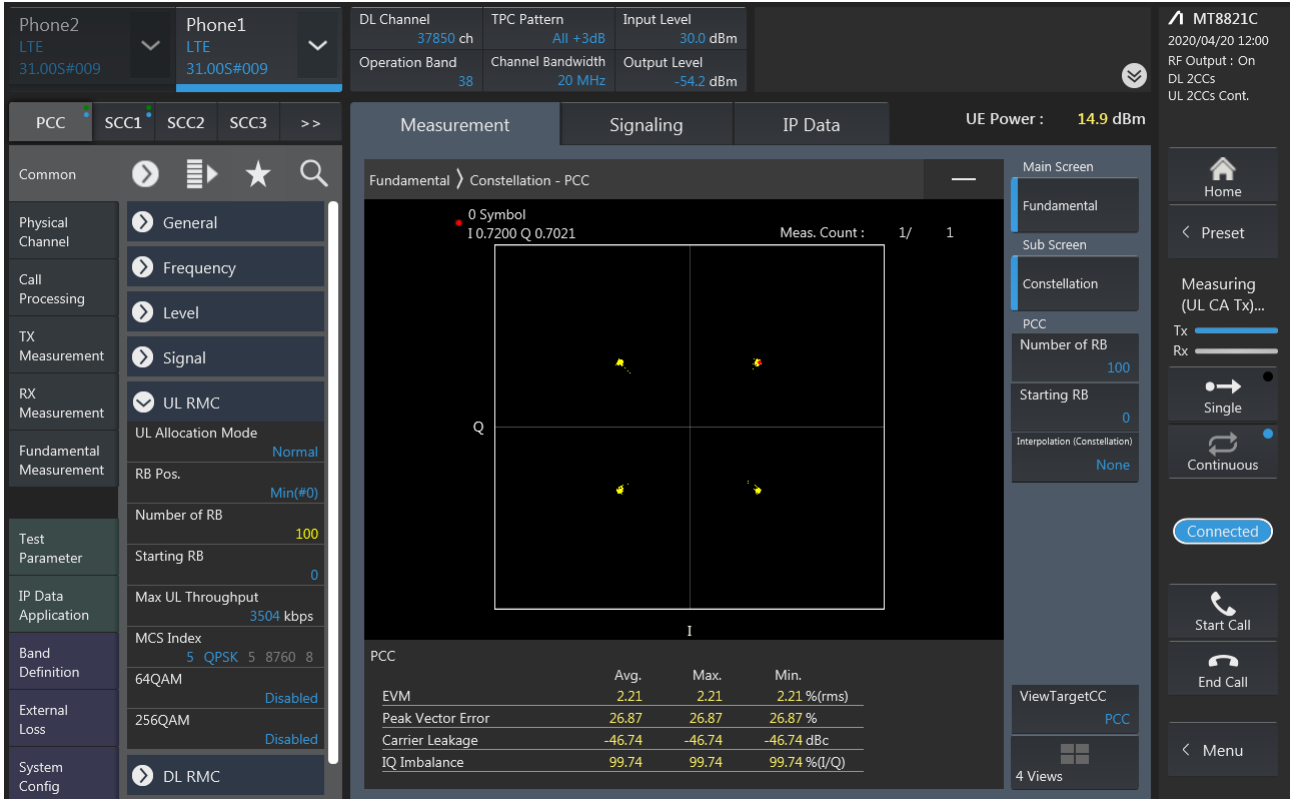 Phone2
LTE
31.00S#009
Phone1
LTE
31.00S#009
DL Channel
37850 ch
TPC Pattern
All +3dB
Input Level
30.0 dBm
Operation Band
38
Channel Bandwidth
20 MHz
Output Level
-54.2 dBm
MT8821C
2020/04/20 12:00
RF Output : On
DL 2CCs
UL 2CCs Cont.
PCC
SCC1
SCC2
SCC3
>>
Measurement
Signaling
IP Data
UE Power : 14.9 dBm
Common
Physical
Channel
Call
Processing
TX
Measurement
RX
Measurement
Fundamental
Measurement
Test
Parameter
IP Data
Application
Band
Definition
External
Loss
System
Config
General
Frequency
Level
Signal
UL RMC
UL Allocation Mode
Normal
RB Pos.
Min(#0)
Number of RB
100
Starting RB
0
Max UL Throughput
3504 kbps
MCS Index
5 QPSK 5 8760 8
64QAM
Disabled
256QAM
Disabled
DL RMC
Fundamental 〉 Constellation - PCC
0 Symbol
I 0.7200 Q 0.7021
Meas. Count : 1/ 1
Q
I
PCC
Avg. Max. Min.
EVM 2.21 2.21 2.21 %(rms)
Peak Vector Error 26.87 26.87 26.87 %
Carrier Leakage -46.74 -46.74 -46.74 dBc
IQ Imbalance 99.74 99.74 99.74 %(I/Q)
Main Screen
Fundamental
Sub Screen
Constellation
PCC
Number of RB
100
Starting RB
0
Interpolation (Constellation)
None
ViewTargetCC
PCC
4 Views
Home
< Preset
Measuring
(UL CA Tx)...
Tx
Rx
Single
Continuous
Connected
Start Call
End Call
< Menu